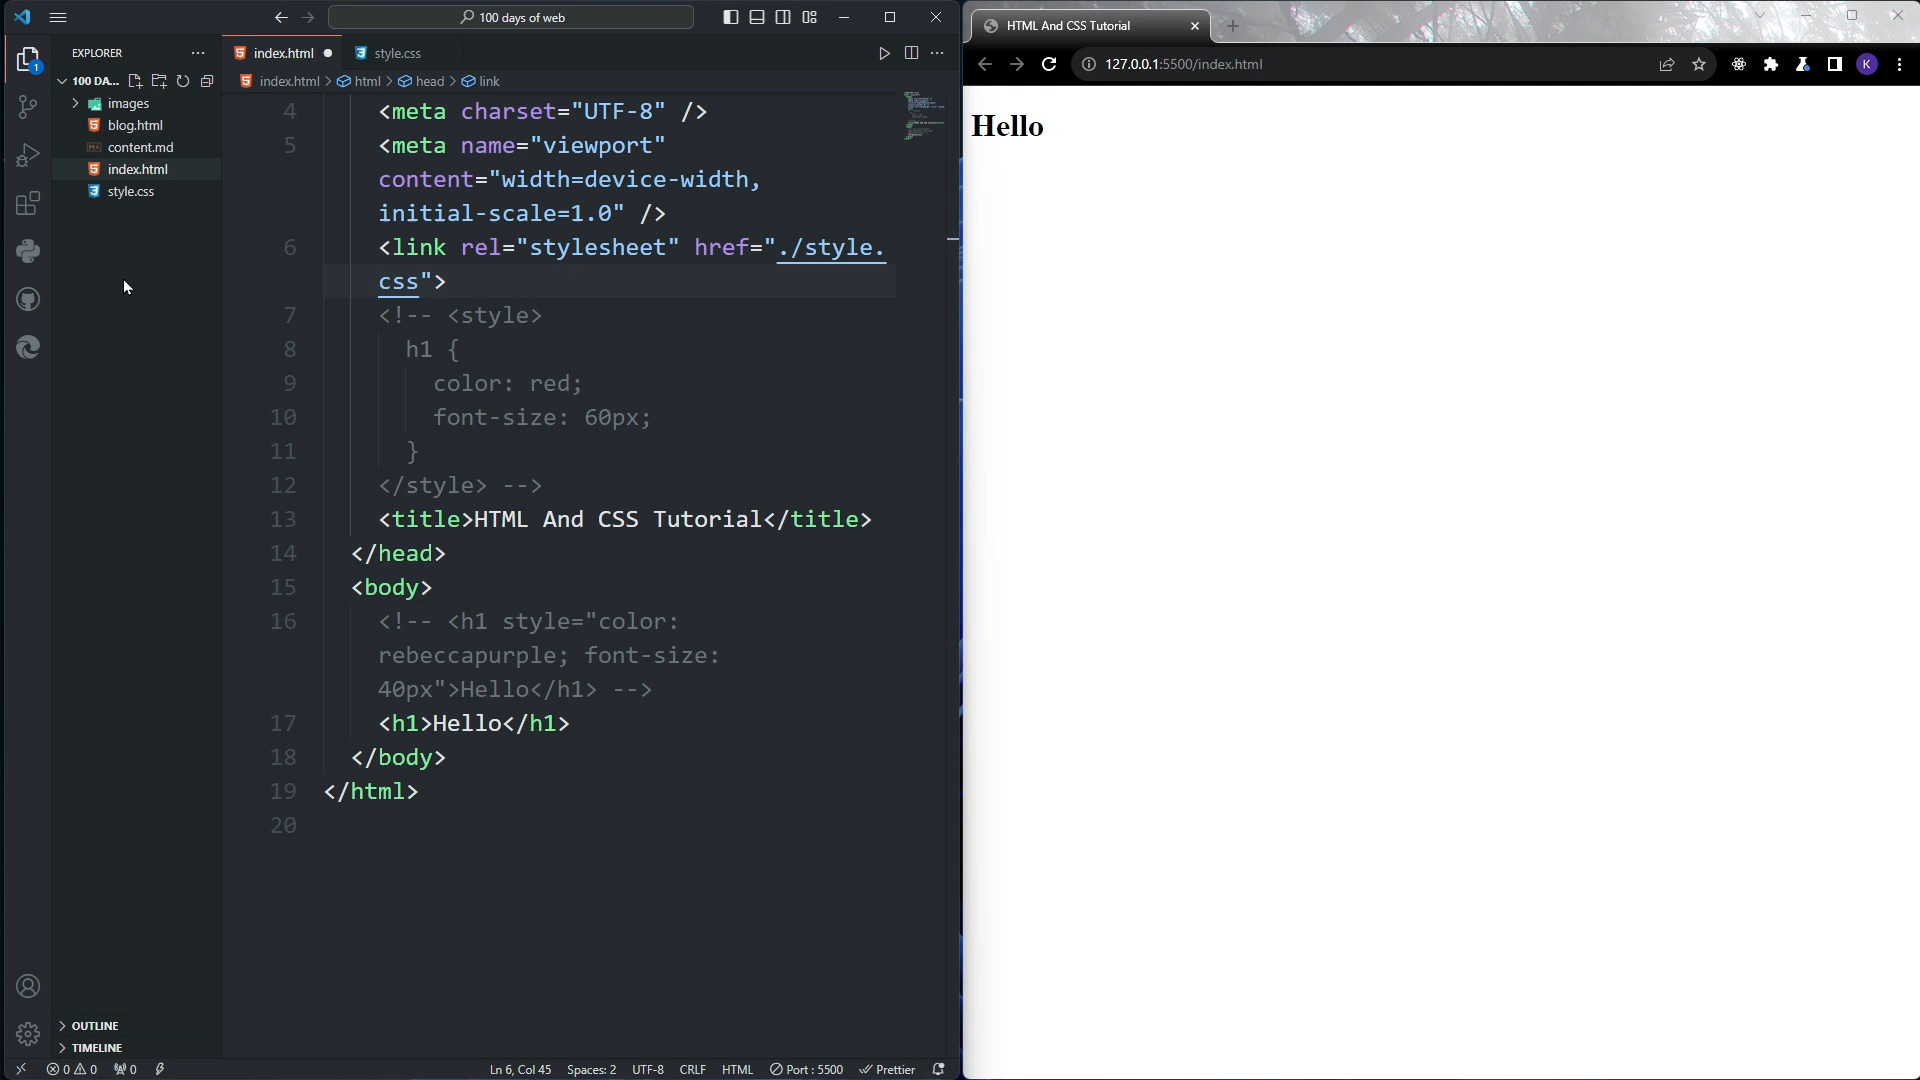 100 days of web
EXPLORER
index.html
style.css
100 DA...
index.html > html > head > link
images
blog.html
content.md
index.html
style.css
4 <meta charset="UTF-8" />
5 <meta name="viewport"
content="width=device-width,
initial-scale=1.0" />
6 <link rel="stylesheet" href="./style.
css">
7 <!-- <style>
8 h1 {
9 color: red;
10 font-size: 60px;
11 }
12 </style> -->
13 <title>HTML And CSS Tutorial</title>
14 </head>
15 <body>
16 <!-- <h1 style="color:
rebeccapurple; font-size:
40px">Hello</h1> -->
17 <h1>Hello</h1>
18 </body>
19 </html>
20
1
OUTLINE
TIMELINE
0 0 0
Ln 6, Col 45 Spaces: 2 UTF-8 CRLF HTML Port : 5500 Prettier
HTML And CSS Tutorial
127.0.0.1:5500/index.html
K
Hello